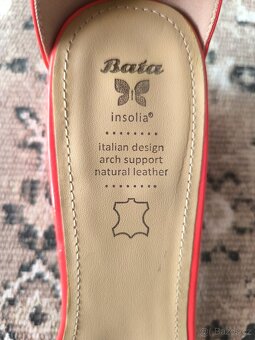 Bata
insolia®
italian design
arch support
natural leather